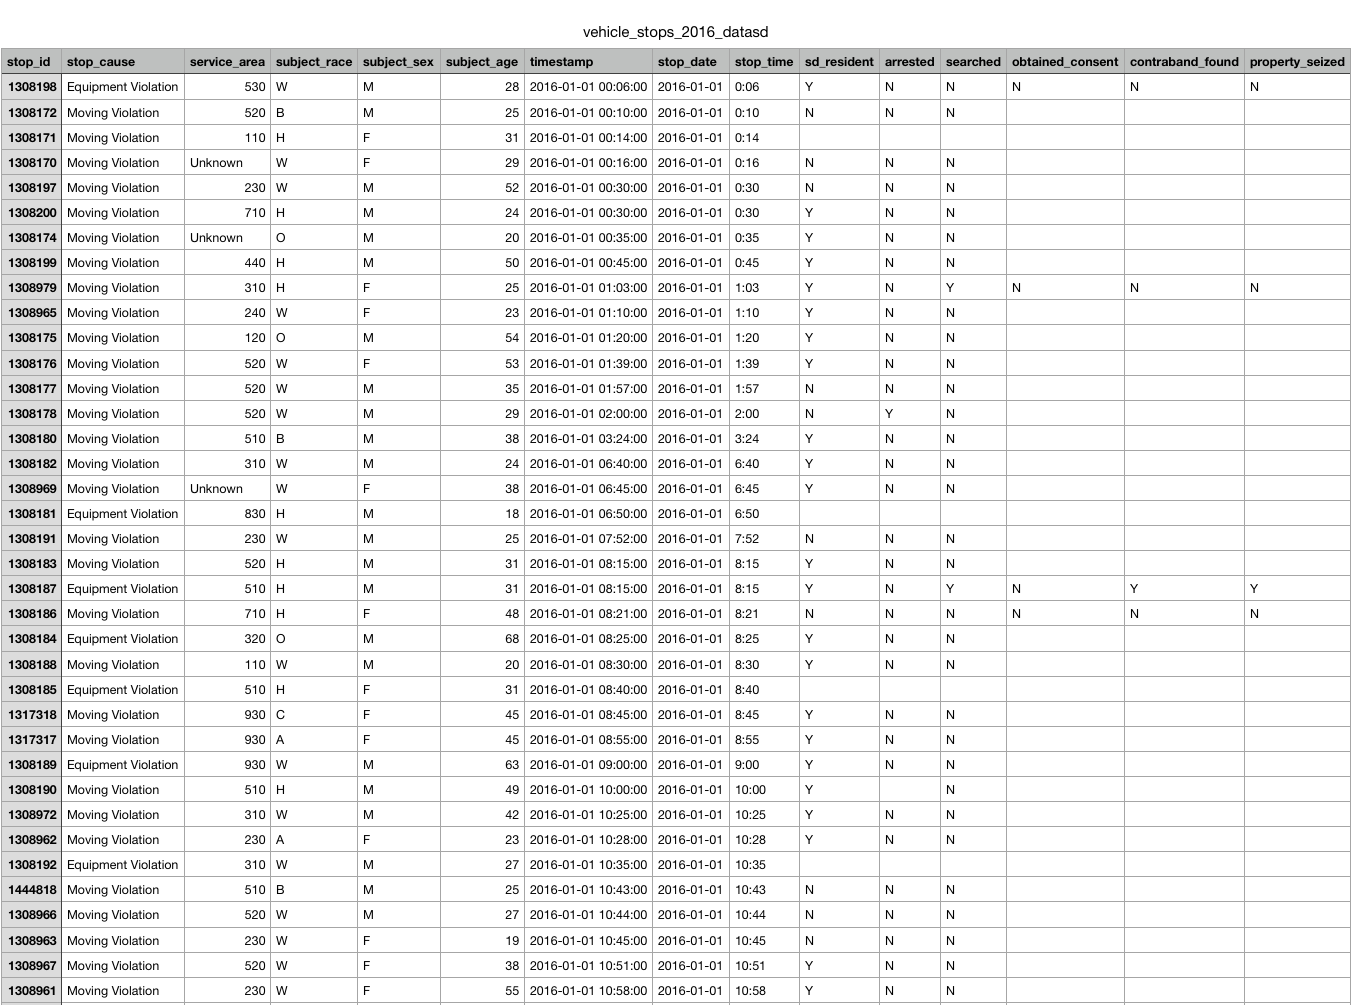 vehicle_stops_2016_datasd
stop_id stop_cause service_area subject_race subject_sex subject_age timestamp stop_date stop_time sd_resident arrested searched obtained_consent contraband_found property_seized
1308198 Equipment Violation 530 W M 28 2016-01-01 00:06:00 2016-01-01 0:06 Y N N N N N
1308172 Moving Violation 520 B M 25 2016-01-01 00:10:00 2016-01-01 0:10 N N N
1308171 Moving Violation 110 H F 31 2016-01-01 00:14:00 2016-01-01 0:14
1308170 Moving Violation Unknown W F 29 2016-01-01 00:16:00 2016-01-01 0:16 N N N
1308197 Moving Violation 230 W M 52 2016-01-01 00:30:00 2016-01-01 0:30 N N N
1308200 Moving Violation 710 H M 24 2016-01-01 00:30:00 2016-01-01 0:30 Y N N
1308174 Moving Violation Unknown O M 20 2016-01-01 00:35:00 2016-01-01 0:35 Y N N
1308199 Moving Violation 440 H M 50 2016-01-01 00:45:00 2016-01-01 0:45 Y N N
1308979 Moving Violation 310 H F 25 2016-01-01 01:03:00 2016-01-01 1:03 Y N Y N N N
1308965 Moving Violation 240 W F 23 2016-01-01 01:10:00 2016-01-01 1:10 Y N N
1308175 Moving Violation 120 O M 54 2016-01-01 01:20:00 2016-01-01 1:20 Y N N
1308176 Moving Violation 520 W F 53 2016-01-01 01:39:00 2016-01-01 1:39 Y N N
1308177 Moving Violation 520 W M 35 2016-01-01 01:57:00 2016-01-01 1:57 N N N
1308178 Moving Violation 520 W M 29 2016-01-01 02:00:00 2016-01-01 2:00 N Y N
1308180 Moving Violation 510 B M 38 2016-01-01 03:24:00 2016-01-01 3:24 Y N N
1308182 Moving Violation 310 W M 24 2016-01-01 06:40:00 2016-01-01 6:40 Y N N
1308969 Moving Violation Unknown W F 38 2016-01-01 06:45:00 2016-01-01 6:45 Y N N
1308181 Equipment Violation 830 H M 18 2016-01-01 06:50:00 2016-01-01 6:50
1308191 Moving Violation 230 W M 25 2016-01-01 07:52:00 2016-01-01 7:52 N N N
1308183 Moving Violation 520 H M 31 2016-01-01 08:15:00 2016-01-01 8:15 Y N N
1308187 Equipment Violation 510 H M 31 2016-01-01 08:15:00 2016-01-01 8:15 Y N Y N Y Y
1308186 Moving Violation 710 H F 48 2016-01-01 08:21:00 2016-01-01 8:21 N N N N N N
1308184 Equipment Violation 320 O M 68 2016-01-01 08:25:00 2016-01-01 8:25 Y N N
1308188 Moving Violation 110 W M 20 2016-01-01 08:30:00 2016-01-01 8:30 Y N N
1308185 Equipment Violation 510 H F 31 2016-01-01 08:40:00 2016-01-01 8:40
1317318 Moving Violation 930 C F 45 2016-01-01 08:45:00 2016-01-01 8:45 Y N N
1317317 Moving Violation 930 A F 45 2016-01-01 08:55:00 2016-01-01 8:55 Y N N
1308189 Equipment Violation 930 W M 63 2016-01-01 09:00:00 2016-01-01 9:00 Y N N
1308190 Moving Violation 510 H M 49 2016-01-01 10:00:00 2016-01-01 10:00 Y N
1308972 Moving Violation 310 W M 42 2016-01-01 10:25:00 2016-01-01 10:25 Y N N
1308962 Moving Violation 230 A F 23 2016-01-01 10:28:00 2016-01-01 10:28 Y N N
1308192 Equipment Violation 310 W M 27 2016-01-01 10:35:00 2016-01-01 10:35
1444818 Moving Violation 510 B M 25 2016-01-01 10:43:00 2016-01-01 10:43 N N N
1308966 Moving Violation 520 W M 27 2016-01-01 10:44:00 2016-01-01 10:44 N N N
1308963 Moving Violation 230 W F 19 2016-01-01 10:45:00 2016-01-01 10:45 N N N
1308967 Moving Violation 520 W F 38 2016-01-01 10:51:00 2016-01-01 10:51 Y N N
1308961 Moving Violation 230 W F 55 2016-01-01 10:58:00 2016-01-01 10:58 Y N N